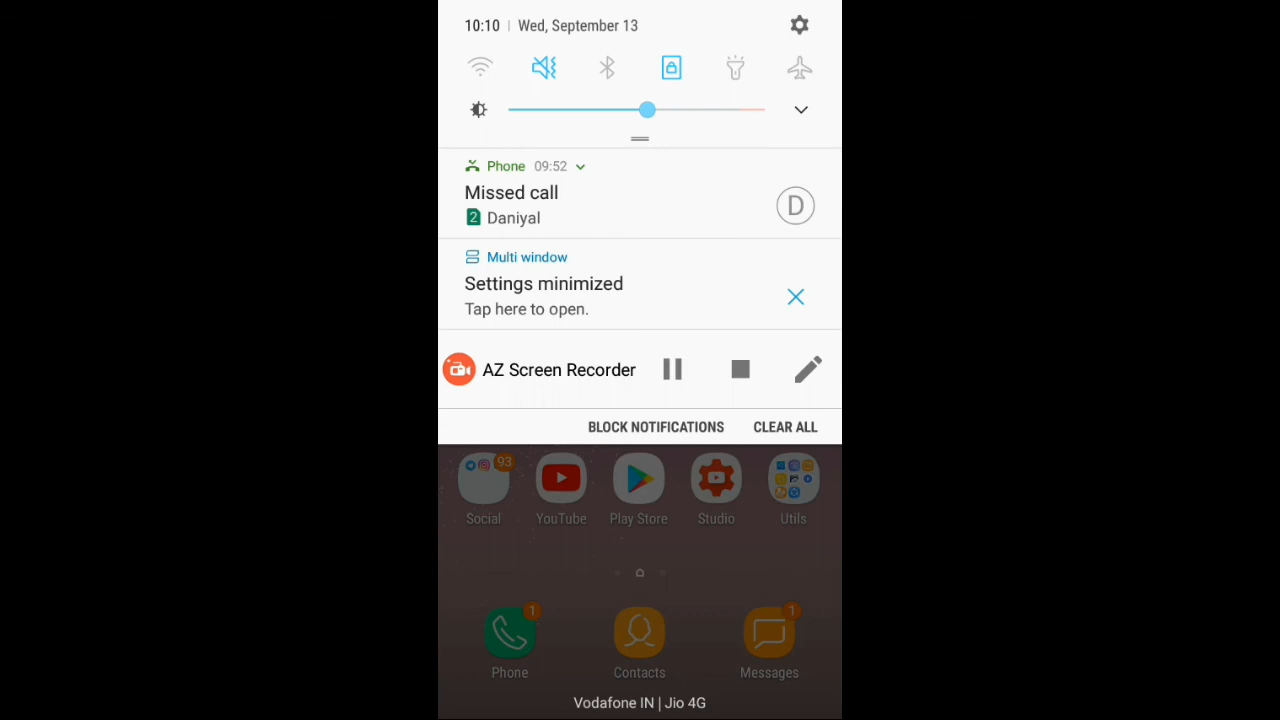 10:10 | Wed, September 13
Phone 09:52
Missed call
2 Daniyal
D
Multi window
Settings minimized
Tap here to open.
AZ Screen Recorder
BLOCK NOTIFICATIONS CLEAR ALL
93
Social YouTube Play Store Studio Utils
1 1
Phone Contacts Messages
Vodafone IN | Jio 4G